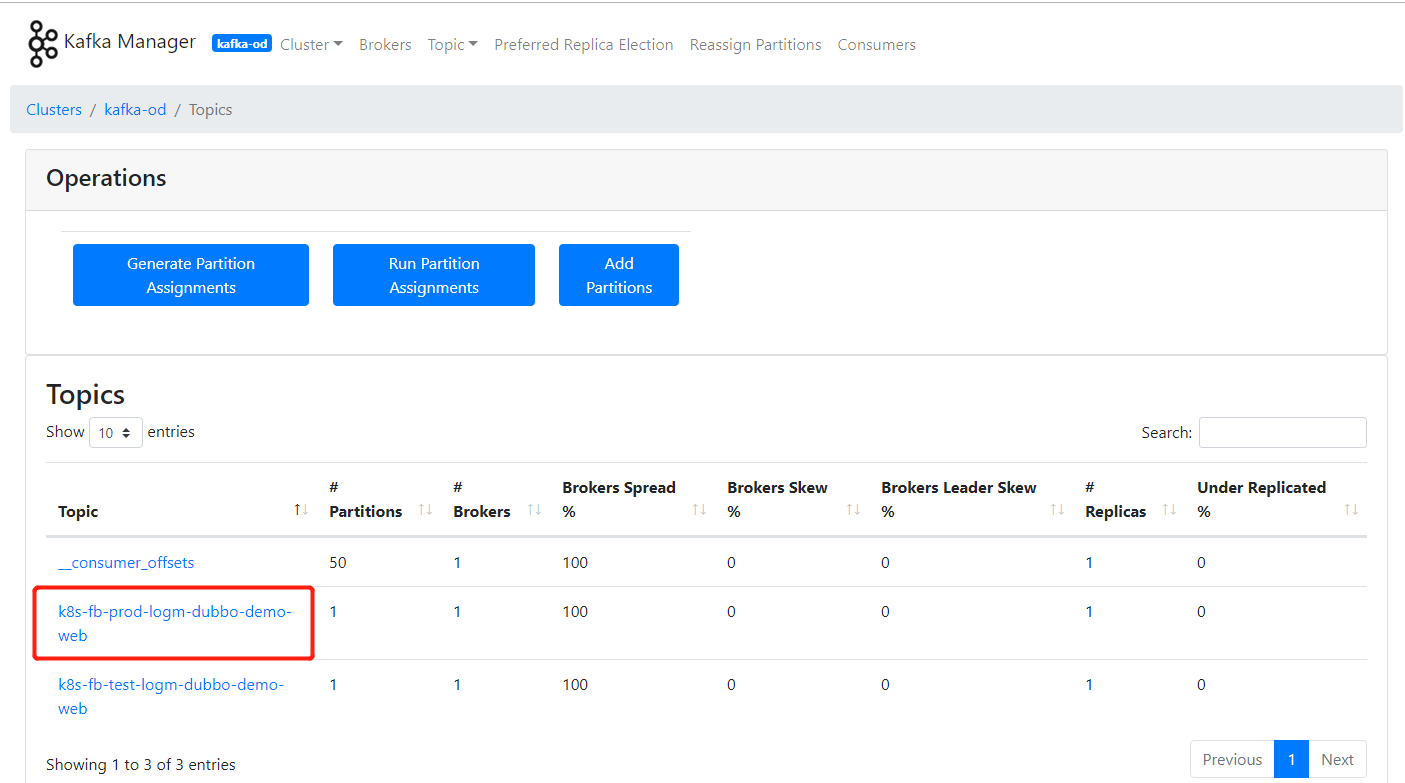 Kafka Manager kafka-od Cluster Brokers Topic Preferred Replica Election Reassign Partitions Consumers
Clusters / kafka-od / Topics
Operations
Generate Partition Assignments
Run Partition Assignments
Add Partitions
Topics
Show 10 entries
Search:
Topic # Partitions # Brokers Brokers Spread % Brokers Skew % Brokers Leader Skew % # Replicas Under Replicated %
__consumer_offsets 50 1 100 0 0 1 0
k8s-fb-prod-logm-dubbo-demo-web 1 1 100 0 0 1 0
k8s-fb-test-logm-dubbo-demo-web 1 1 100 0 0 1 0
Showing 1 to 3 of 3 entries
Previous 1 Next